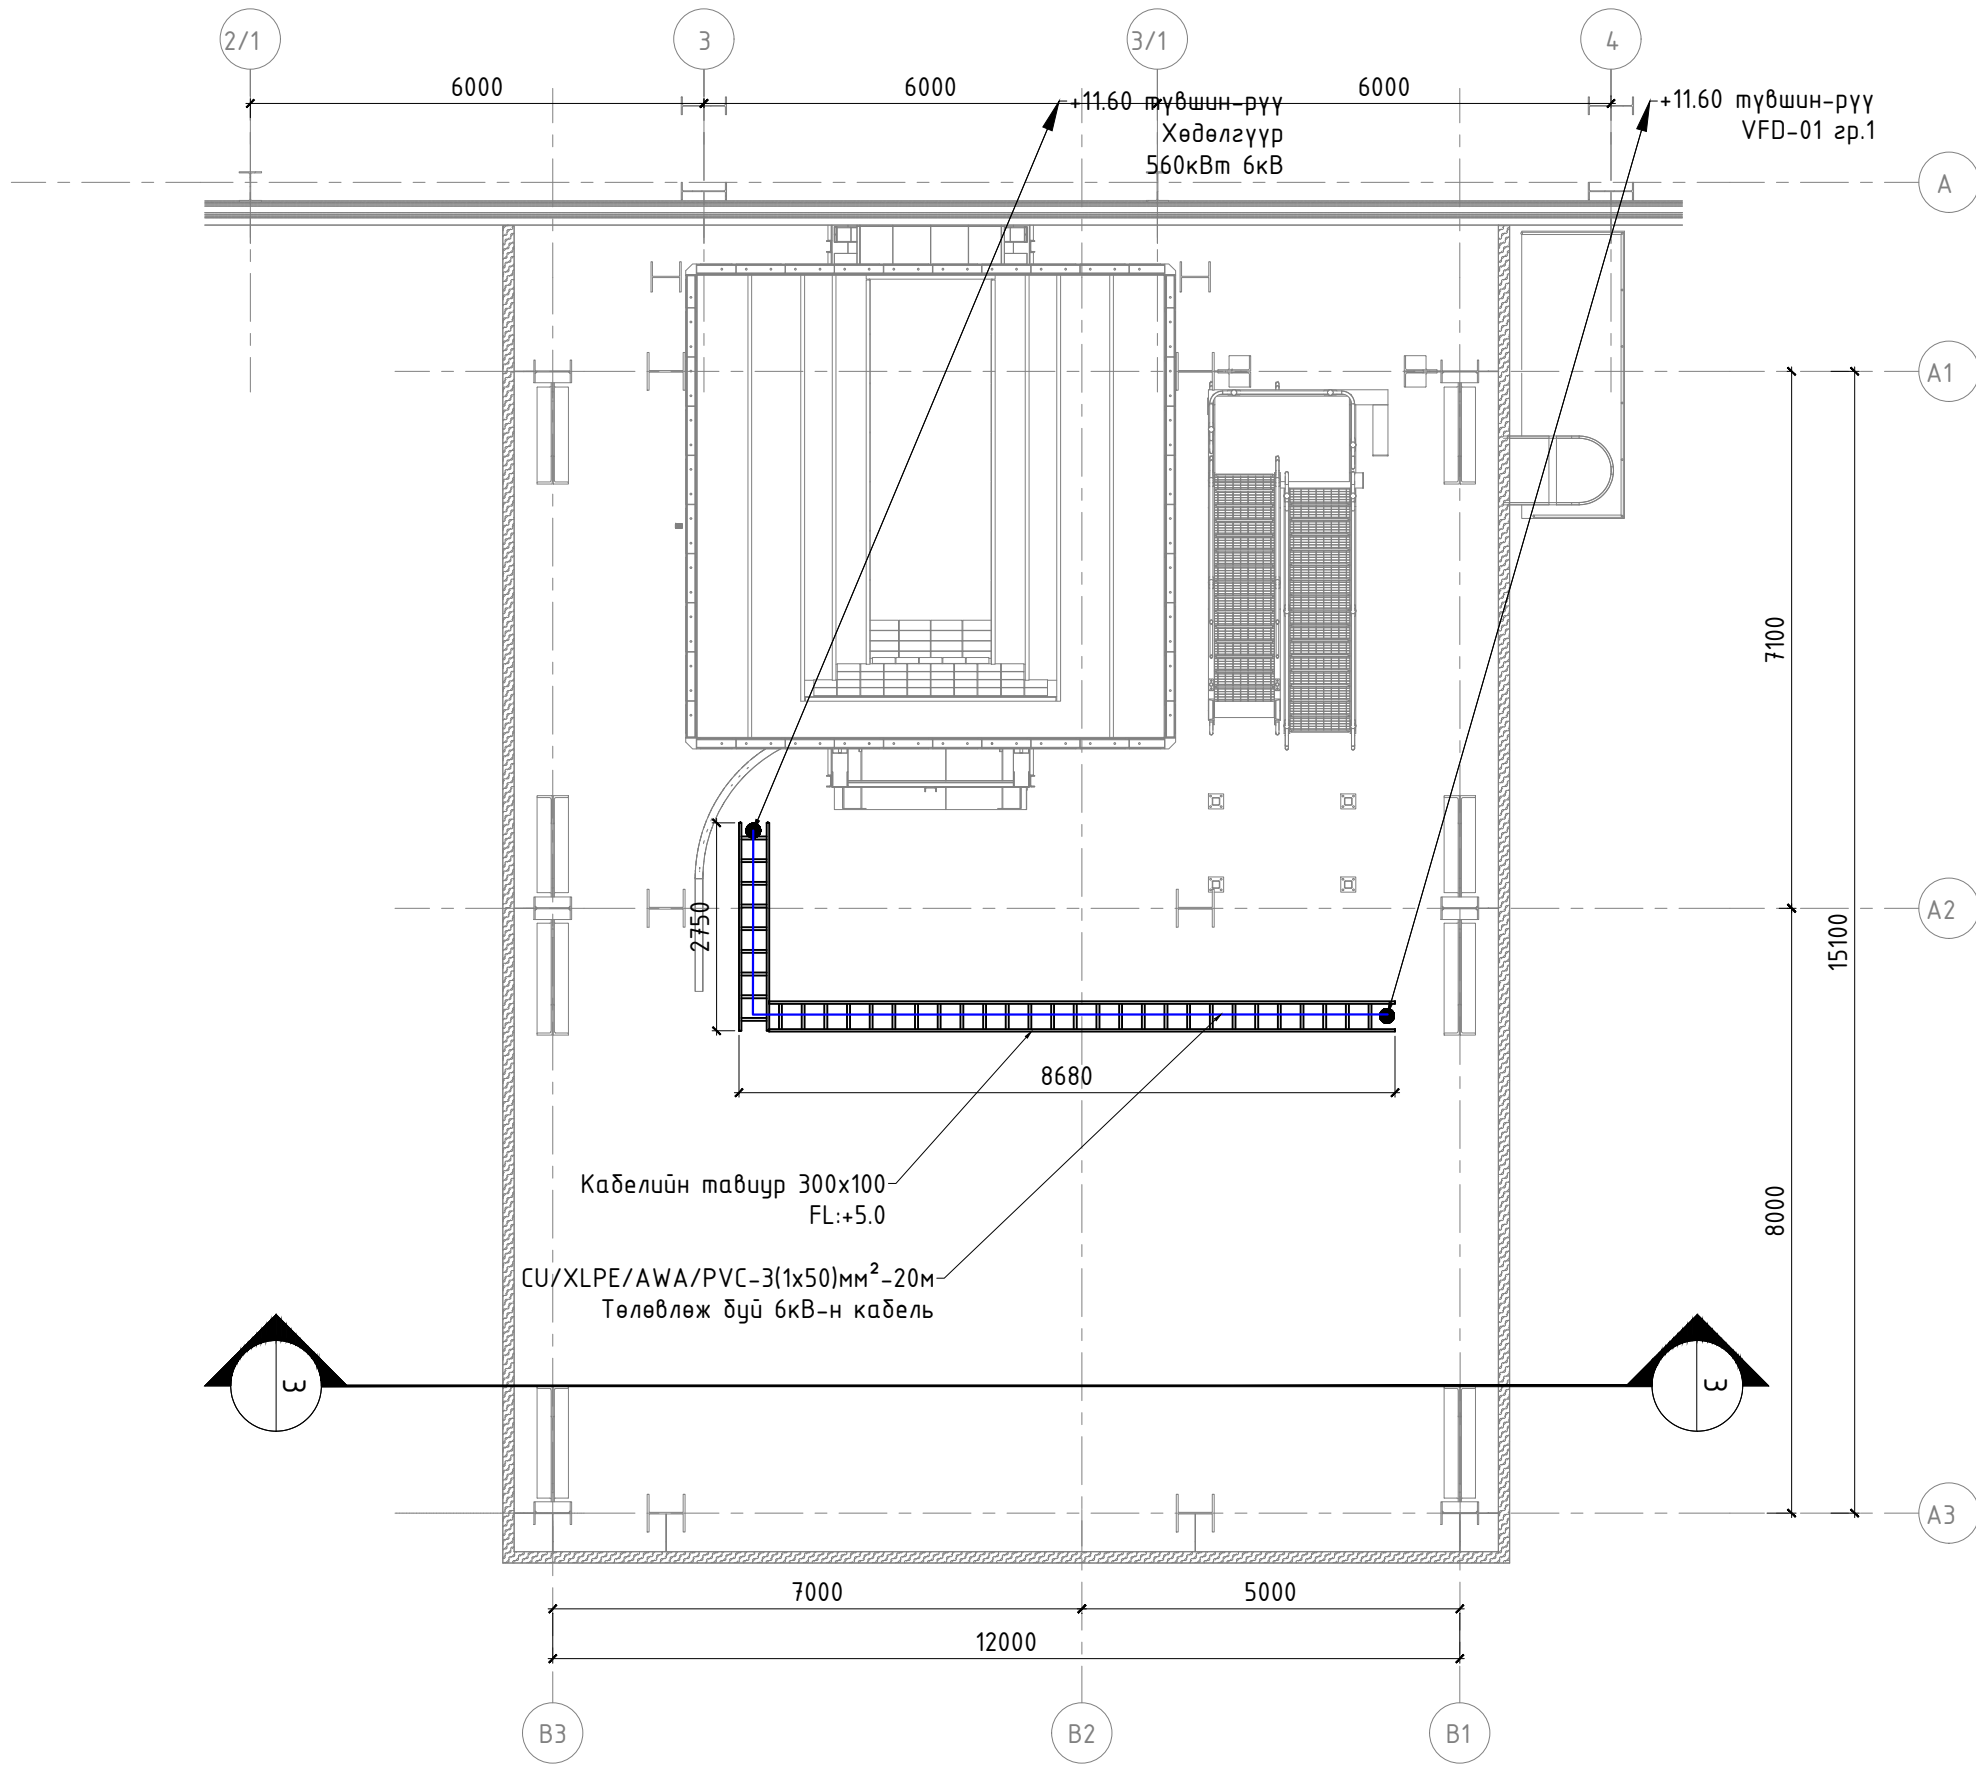 2/1
3
3/1
4
6000
6000
6000
+11.60 түвшин-рүү
Хөдөлгүүр
560кВт 6кВ
+11.60 түвшин-рүү
VFD-01 гр.1
A
A1
7100
15100
A2
2750
8680
Кабелийн тавиур 300x100
FL:+5.0
8000
CU/XLPE/AWA/PVC-3(1x50)мм²-20м
Төлөвлөж буй 6кВ-н кабель
3
3
A3
7000
5000
12000
B3
B2
B1